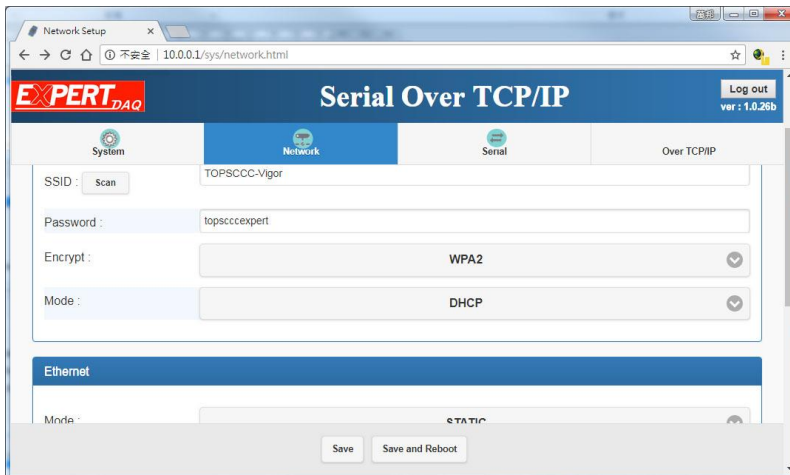 Network Setup
不安全 | 10.0.0.1/sys/network.html
EXPERT DAQ
Serial Over TCP/IP
Log out
ver : 1.0.26b
System
Network
Serial
Over TCP/IP
SSID : Scan TOPSCCC-Vigor
Password : topscccexpert
Encrypt : WPA2
Mode : DHCP
Ethernet
Mode : STATIC
Save Save and Reboot